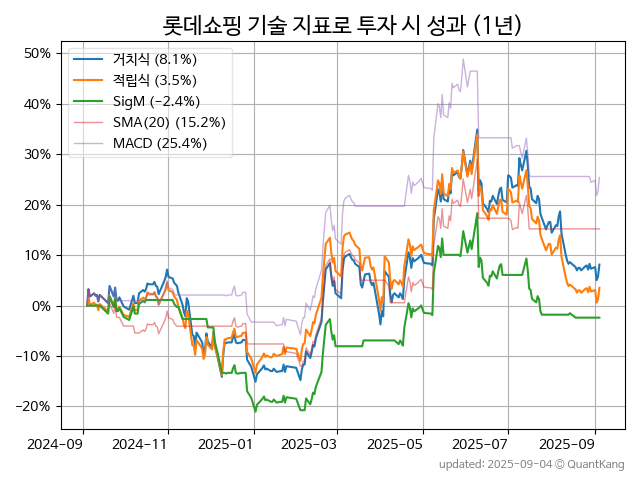 롯데쇼핑 기술 지표로 투자 시 성과 (1년)
거치식 (8.1%)
적립식 (3.5%)
SigM (−2.4%)
SMA(20) (15.2%)
MACD (25.4%)
50%
40%
30%
20%
10%
0%
−10%
−20%
2024-09
2024-11
2025-01
2025-03
2025-05
2025-07
2025-09
updated: 2025-09-04 © QuantKang